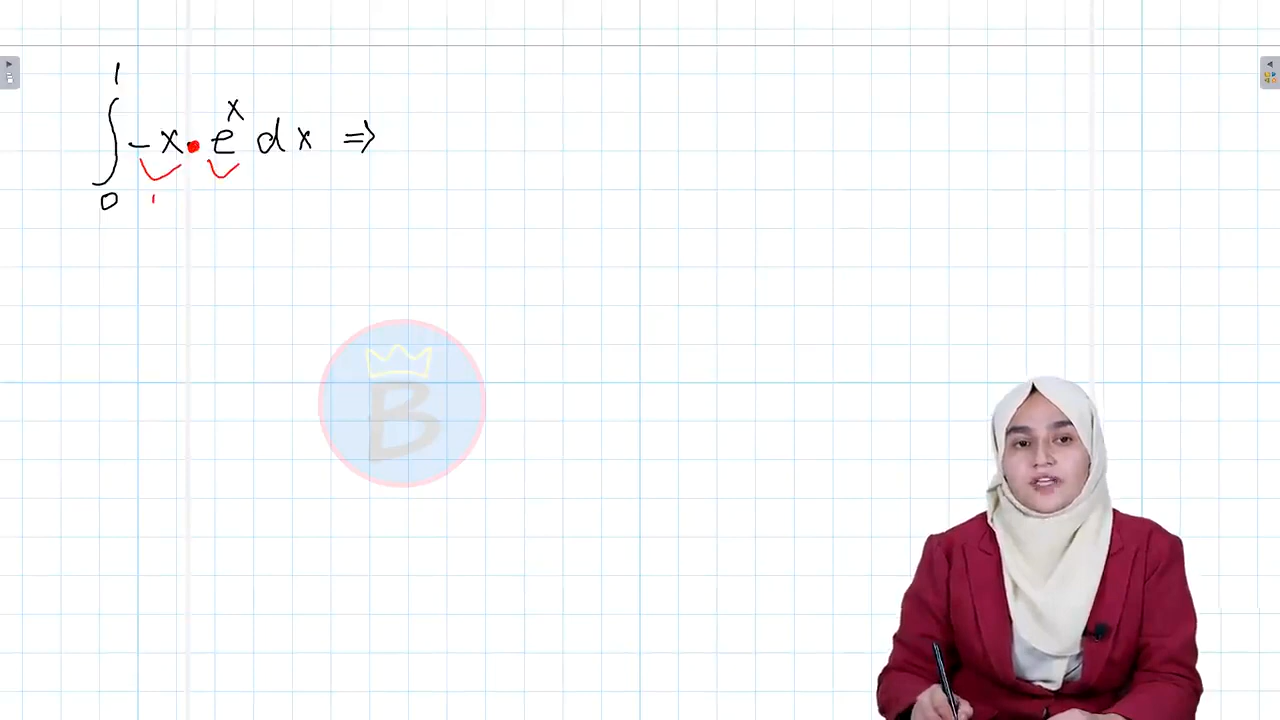 ∫₀¹ -x • eˣ dx ⇒
B